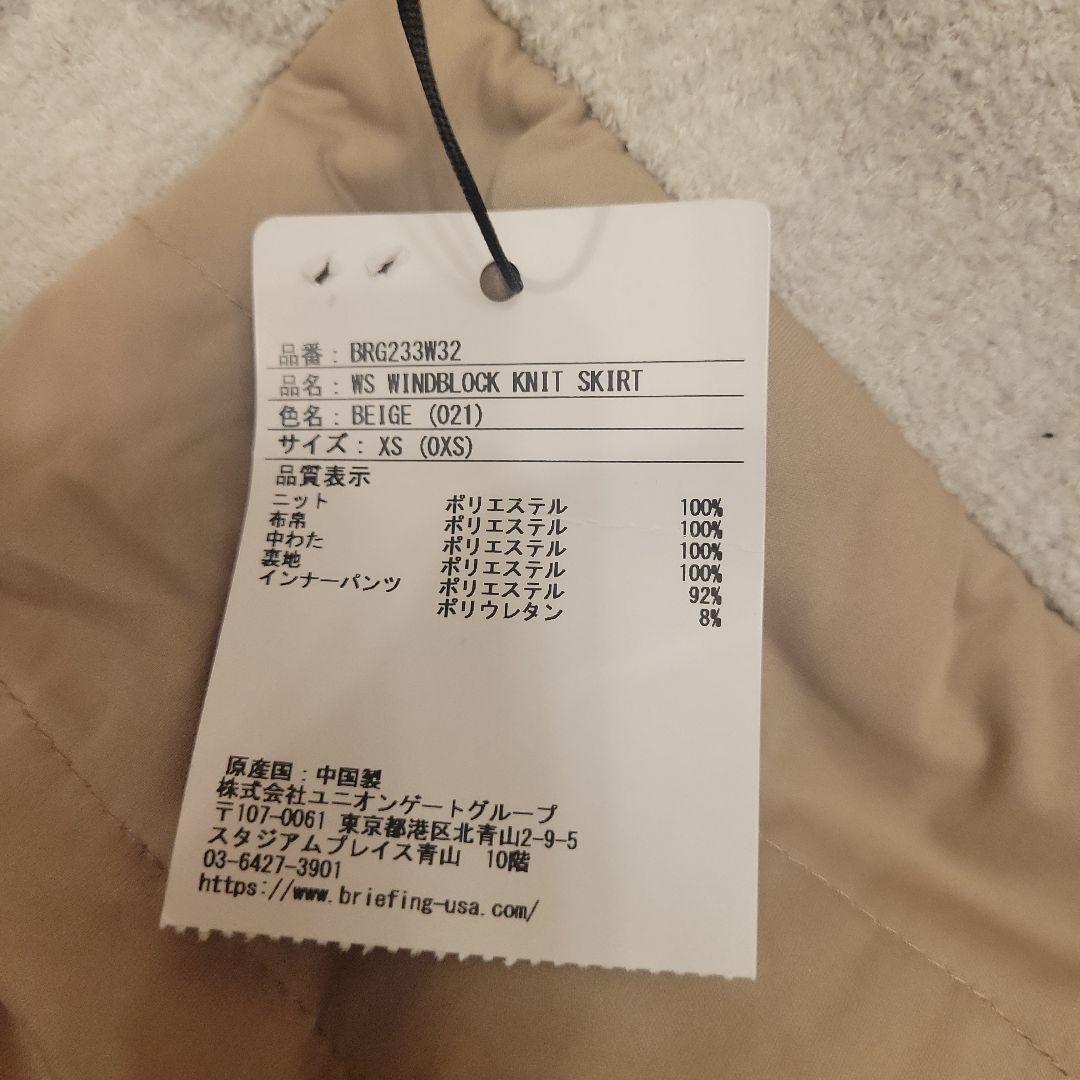 品番：BRG233W32
品名：WS WINDBLOCK KNIT SKIRT
色名：BEIGE (021)
サイズ：XS (0XS)
品質表示
ニット ポリエステル 100%
布帛 ポリエステル 100%
中わた ポリエステル 100%
裏地 ポリエステル 100%
インナーパンツ ポリエステル 92%
ポリウレタン 8%
原産国：中国製
株式会社ユニオンゲートグループ
〒107-0061 東京都港区北青山2-9-5
スタジアムプレイス青山 10階
03-6427-3901
https://www.briefing-usa.com/